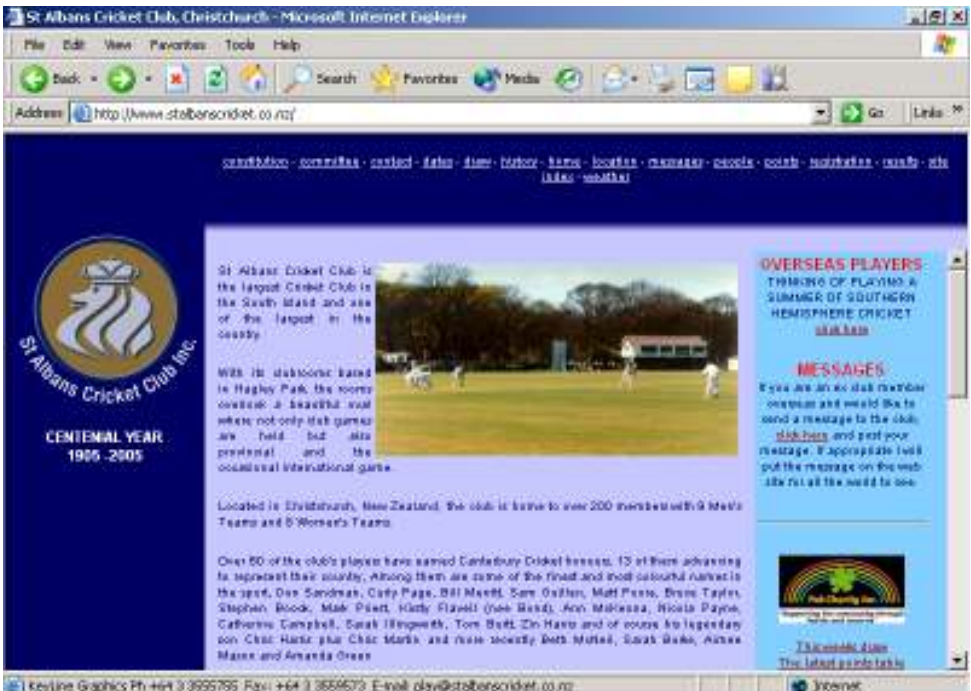 St Albans Cricket Club, Christchurch - Microsoft Internet Explorer
File Edit View Favorites Tools Help
Back Search Favorites Media
Address http://www.stalbanscricket.co.nz/ Go Links »
constitution - committee - contact - dates - draw - history - home - location - messages - people - points - registration - results - site
index - weather
St Albans Cricket Club Inc.
CENTENIAL YEAR
1905 -2005
St Albans Cricket Club is
the largest Cricket Club in
the South Island and one
of the largest in the
country.
With its clubrooms based
in Hagley Park, the rooms
overlook a beautiful oval
where not only club games
are held but also
provincial and the
occasional international game.
Located in Christchurch, New Zealand, the club is home to over 200 members with 9 Men's
Teams and 5 Women's Teams.
Over 60 of the club's players have earned Canterbury Cricket honours, 13 of them advancing
to represent their country, Among them are some of the finest and most colourful names in
the sport, Don Sandman, Curly Page, Bill Merritt, Sam Guillen, Matt Poore, Bruce Taylor,
Stephen Boock, Mark Priest, Kirsty Flavell (nee Bond), Ann McKenna, Nicola Payne,
Catherine Campbell, Sarah Illingworth, Tom Burtt, Zin Harris and of course his legendary
son Chris Harris plus Chris Martin and more recently Beth McNeill, Sarah Burke, Aimee
Mason and Amanda Green
OVERSEAS PLAYERS
THINKING OF PLAYING A
SUMMER OF SOUTHERN
HEMISPHERE CRICKET
click here
MESSAGES
If you are an ex club member
overseas and would like to
send a message to the club,
click here and post your
message. If appropriate I will
put the message on the web
site for all the world to see
This weeks draw
The latest points table
KeyLine Graphics Ph +64 3 3555755 Fax: +64 3 3559573 E-mail play@stalbanscricket.co.nz
Internet